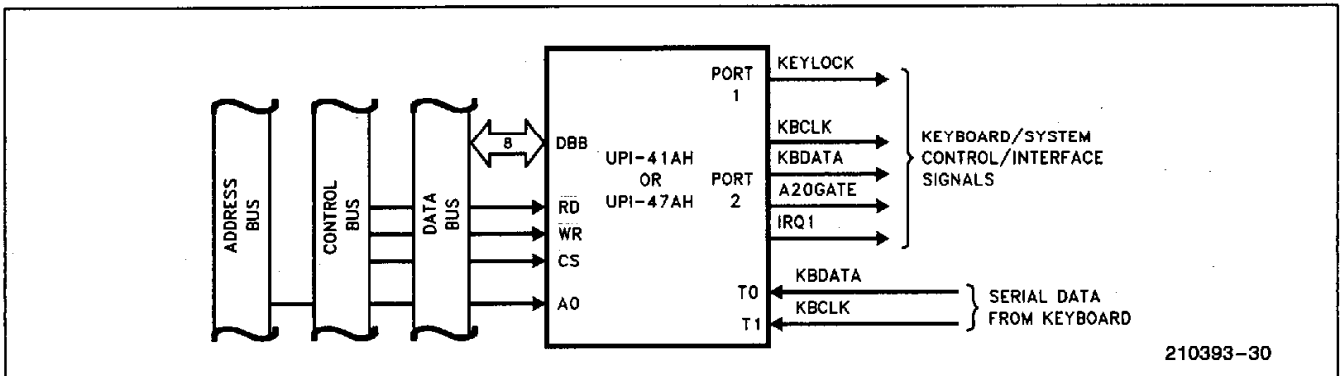 ADDRESS
BUS
CONTROL
BUS
DATA
BUS
8
DBB
RD
WR
CS
A0
UPI-41AH
OR
UPI-47AH
PORT
1
PORT
2
T0
T1
KEYLOCK
KBCLK
KBDATA
A20GATE
IRQ1
KEYBOARD/SYSTEM
CONTROL/INTERFACE
SIGNALS
KBDATA
KBCLK
SERIAL DATA
FROM KEYBOARD
210393-30